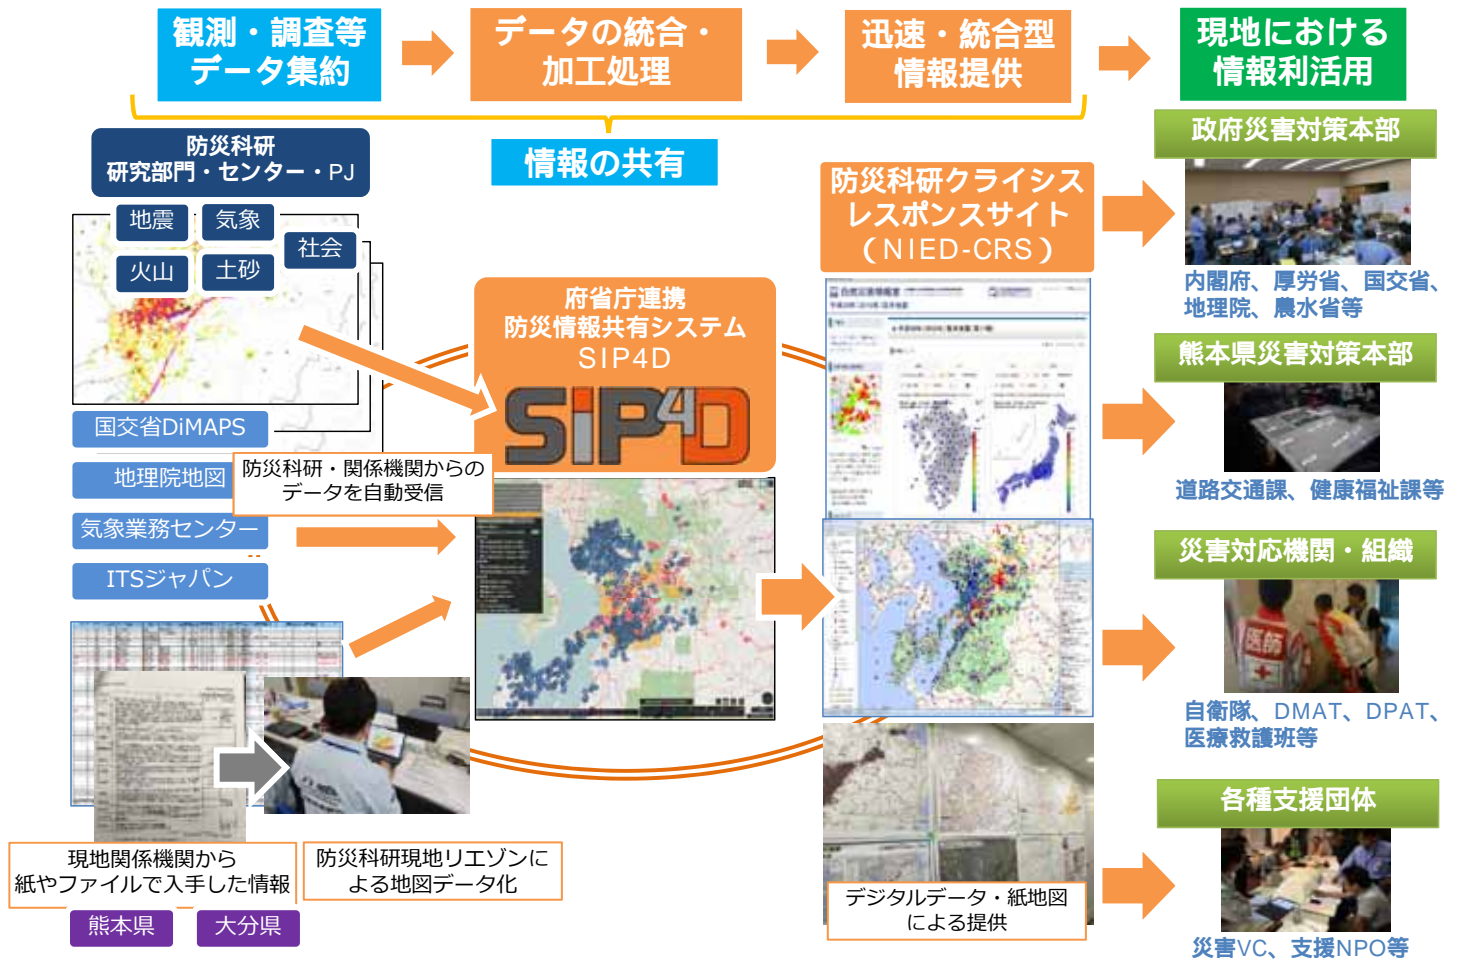 観測・調査等
データ集約
データの統合・
加工処理
迅速・統合型
情報提供
現地における
情報利活用
情報の共有
防災科研
研究部門・センター・PJ
地震
気象
社会
火山
土砂
国交省DiMAPS
地理院地図
気象業務センター
ITSジャパン
防災科研・関係機関からの
データを自動受信
府省庁連携
防災情報共有システム
SIP4D
SiP4D
防災科研クライシス
レスポンスサイト
（NIED-CRS）
現地関係機関から
紙やファイルで入手した情報
熊本県
大分県
防災科研現地リエゾンに
よる地図データ化
デジタルデータ・紙地図
による提供
政府災害対策本部
内閣府、厚労省、国交省、
地理院、農水省等
熊本県災害対策本部
道路交通課、健康福祉課等
災害対応機関・組織
医師
自衛隊、DMAT、DPAT、
医療救護班等
各種支援団体
災害VC、支援NPO等